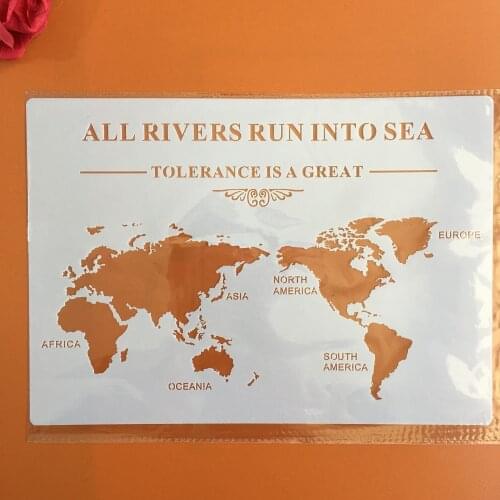 ALL RIVERS RUN INTO SEA
TOLERANCE IS A GREAT
EUROPE
ASIA
NORTH
AMERICA
AFRICA
SOUTH
AMERICA
OCEANIA